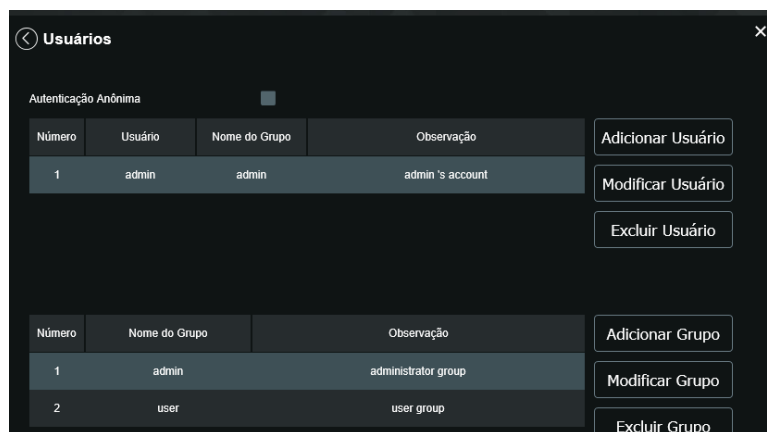 Usuários
×
Autenticação Anônima
Número Usuário Nome do Grupo Observação
1 admin admin admin 's account
Adicionar Usuário
Modificar Usuário
Excluir Usuário
Número Nome do Grupo Observação
1 admin administrator group
2 user user group
Adicionar Grupo
Modificar Grupo
Excluir Grupo